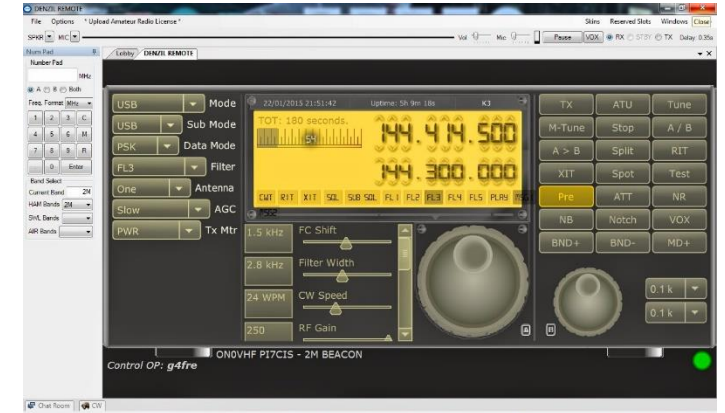 DENZIL REMOTE
File Options * Upload Amateur Radio License * Skins Reserved Slots Windows Close
SPKR MIC Vol Mic Pause VOX RX STBY TX Delay: 0.35s
Num Pad
Lobby DENZIL REMOTE
Number Pad
MHz
A B Both
Freq. Format MHz
1 2 3 C
4 5 6 M
7 8 9 R
0 Enter
Band Select
Current Band 2M
HAM Bands 2M
SWL Bands
AIR Bands
USB Mode
USB Sub Mode
PSK Data Mode
FL3 Filter
One Antenna
Slow AGC
PWR Tx Mtr
22/01/2015 21:51:42 Uptime: 5h 9m 18s K3
TOT: 180 seconds.
S4
144.414.500
144.300.000
CWT RIT XIT SQL SUB SQL FL1 FL2 FL3 FL4 FL5 PLAY MSG1
MSG2
1.5 kHz FC Shift
2.8 kHz Filter Width
24 WPM CW Speed
250 RF Gain
TX ATU Tune
M-Tune Stop A / B
A > B Split RIT
XIT Spot Test
Pre ATT NR
NB Notch VOX
BND+ BND- MD+
0.1 k
0.1 k
A B
ON0VHF PI7CIS - 2M BEACON
Control OP: g4fre
Chat Room CW